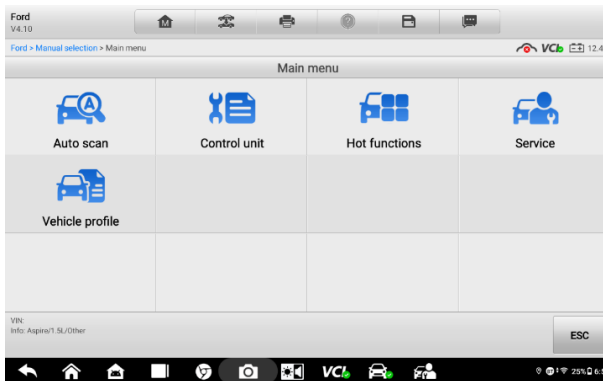 Ford
V4.10
M
?
Ford > Manual selection > Main menu
VCI
12.4
Main menu
A
Auto scan
Control unit
Hot functions
Service
Vehicle profile
VIN:
Info: Aspire/1.5L/Other
ESC
VCI
25%